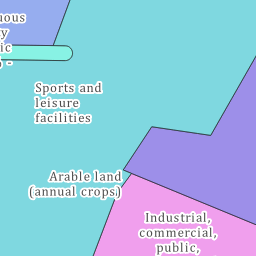 Sports and
leisure
facilities
Arable land
(annual crops)
Industrial,
commercial,
public,